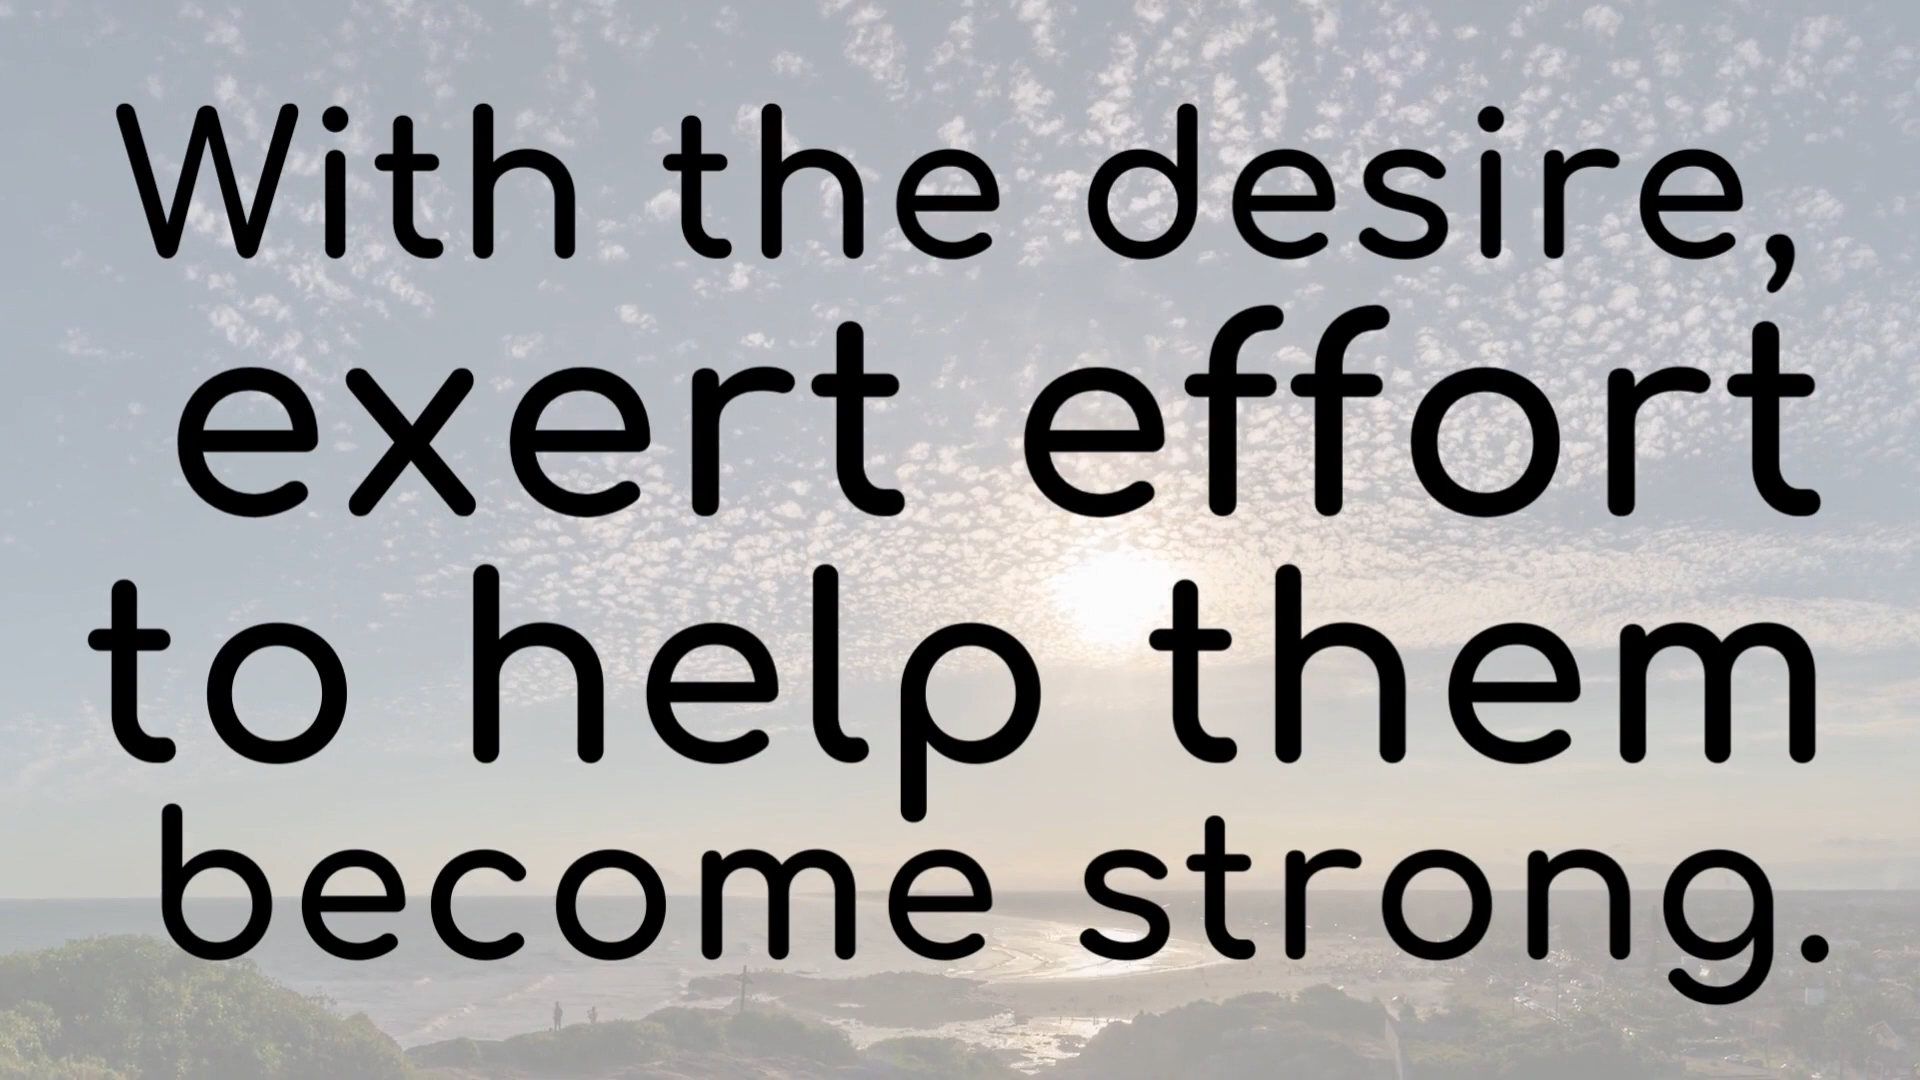 With the desire,
exert effort
to help them
become strong.